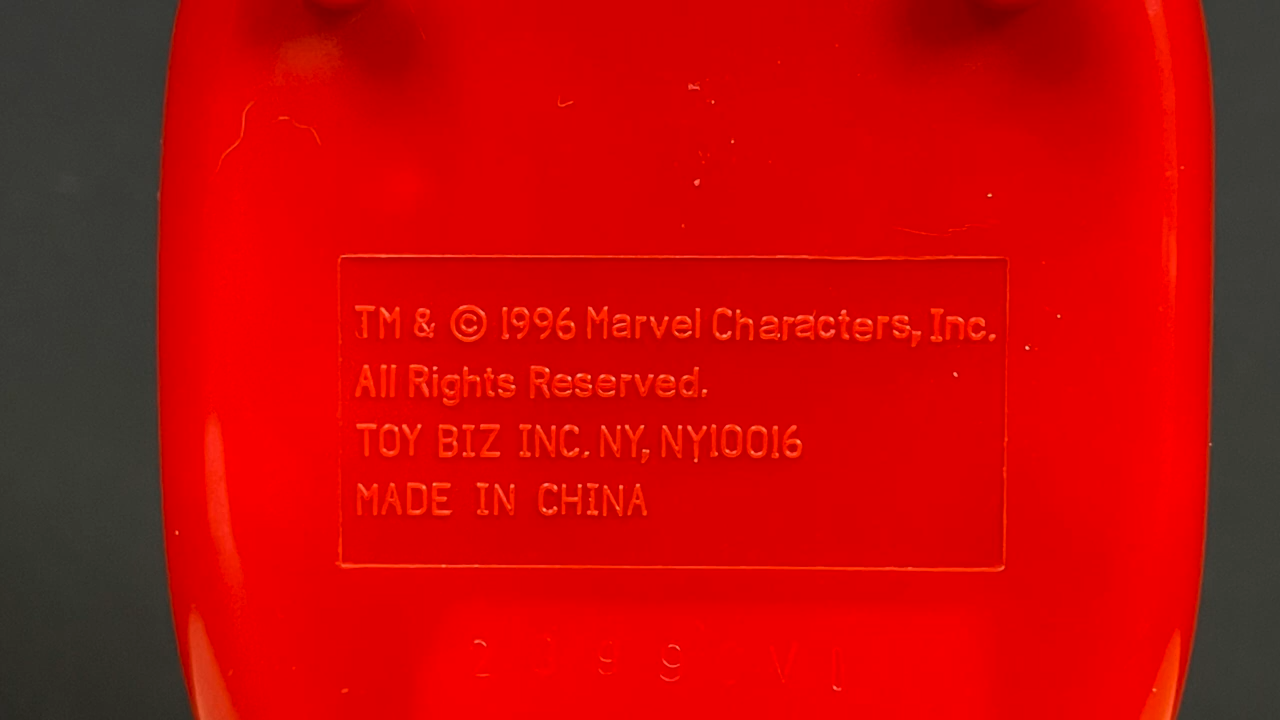 TM & © 1996 Marvel Characters, Inc.
All Rights Reserved.
TOY BIZ INC. NY, NY10016
MADE IN CHINA